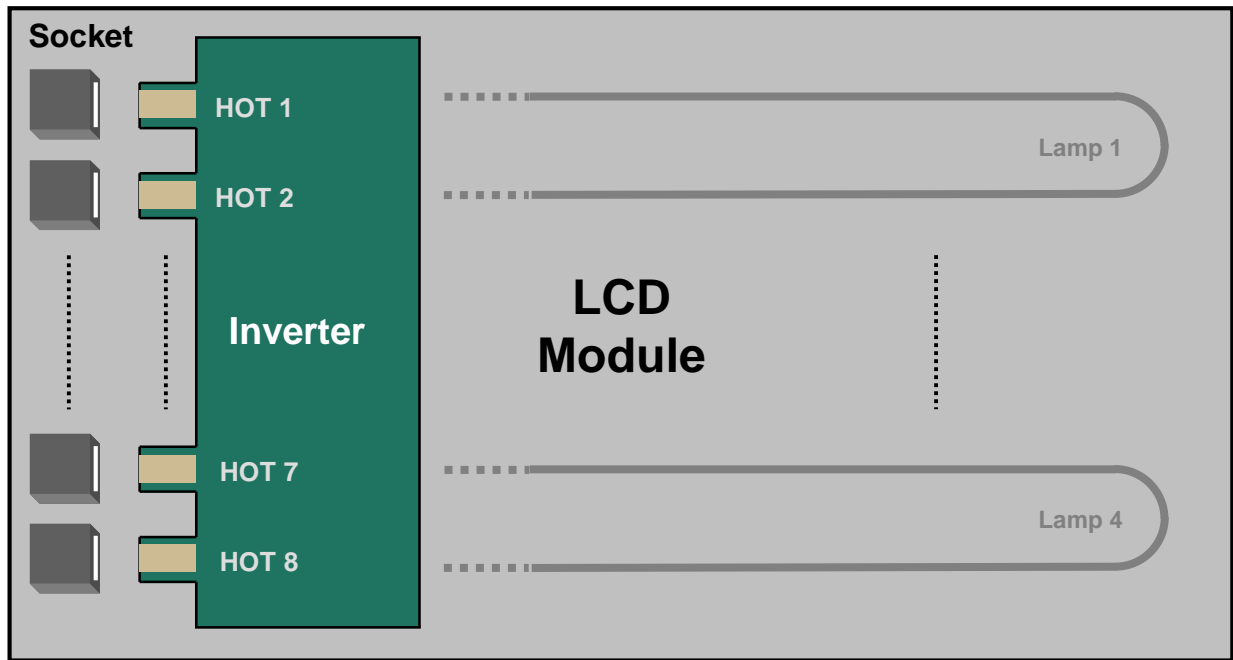 Socket
HOT 1
Lamp 1
HOT 2
LCD
Module
Inverter
HOT 7
Lamp 4
HOT 8